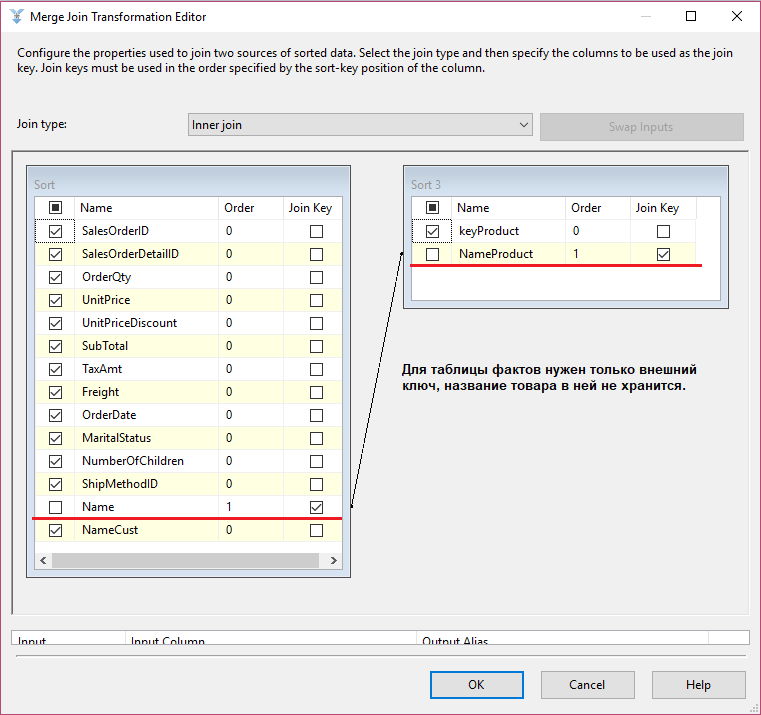 Merge Join Transformation Editor
Configure the properties used to join two sources of sorted data. Select the join type and then specify the columns to be used as the join
key. Join keys must be used in the order specified by the sort-key position of the column.
Join type:
Inner join
Swap Inputs
Sort
Name Order Join Key
SalesOrderID 0
SalesOrderDetailID 0
OrderQty 0
UnitPrice 0
UnitPriceDiscount 0
SubTotal 0
TaxAmt 0
Freight 0
OrderDate 0
MaritalStatus 0
NumberOfChildren 0
ShipMethodID 0
Name 1
NameCust 0
Sort 3
Name Order Join Key
keyProduct 0
NameProduct 1
Для таблицы фактов нужен только внешний
ключ, название товара в ней не хранится.
Input Input Column Output Alias
OK Cancel Help